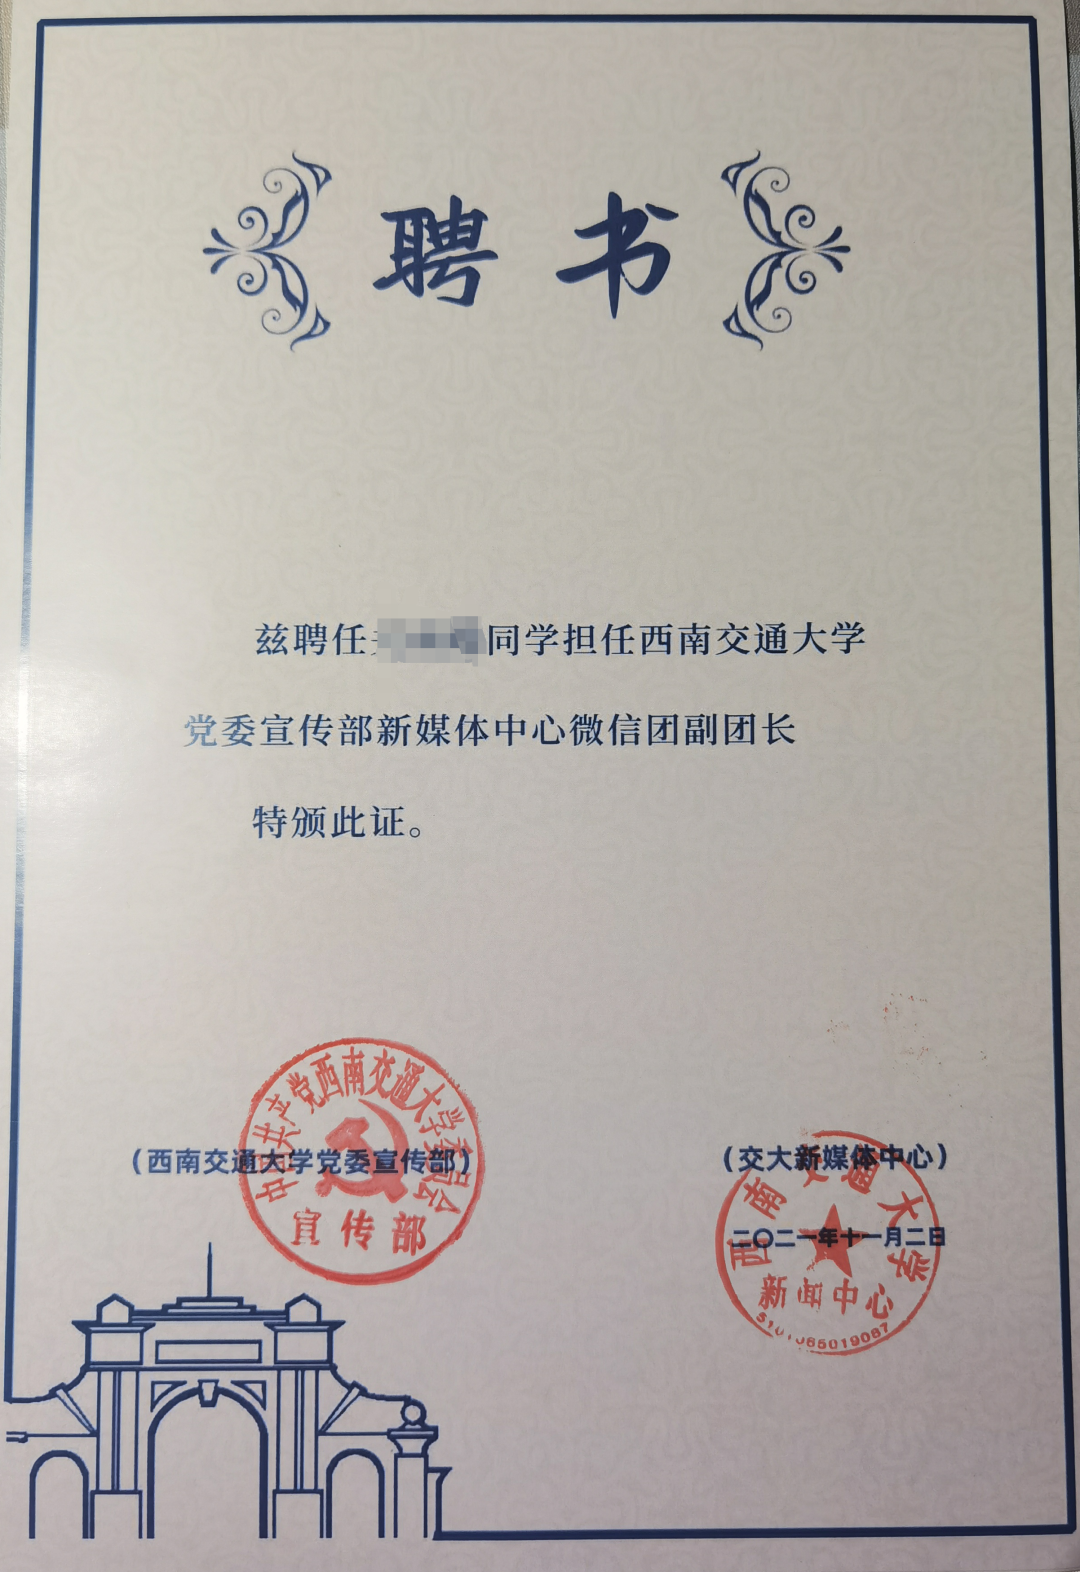 聘书
兹聘任
同学担任西南交通大学
党委宣传部新媒体中心微信团副团长
特颁此证。
（西南交通大学党委宣传部）
中国共产党西南交通大学委员会
宣传部
（交大新媒体中心）
二〇二一年十一月二日
西南交通大学
新闻中心